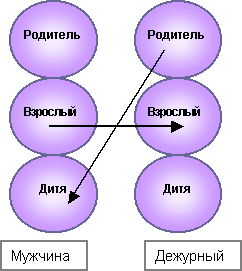 Родитель Родитель
Взрослый Взрослый
Дитя Дитя
Мужчина Дежурный